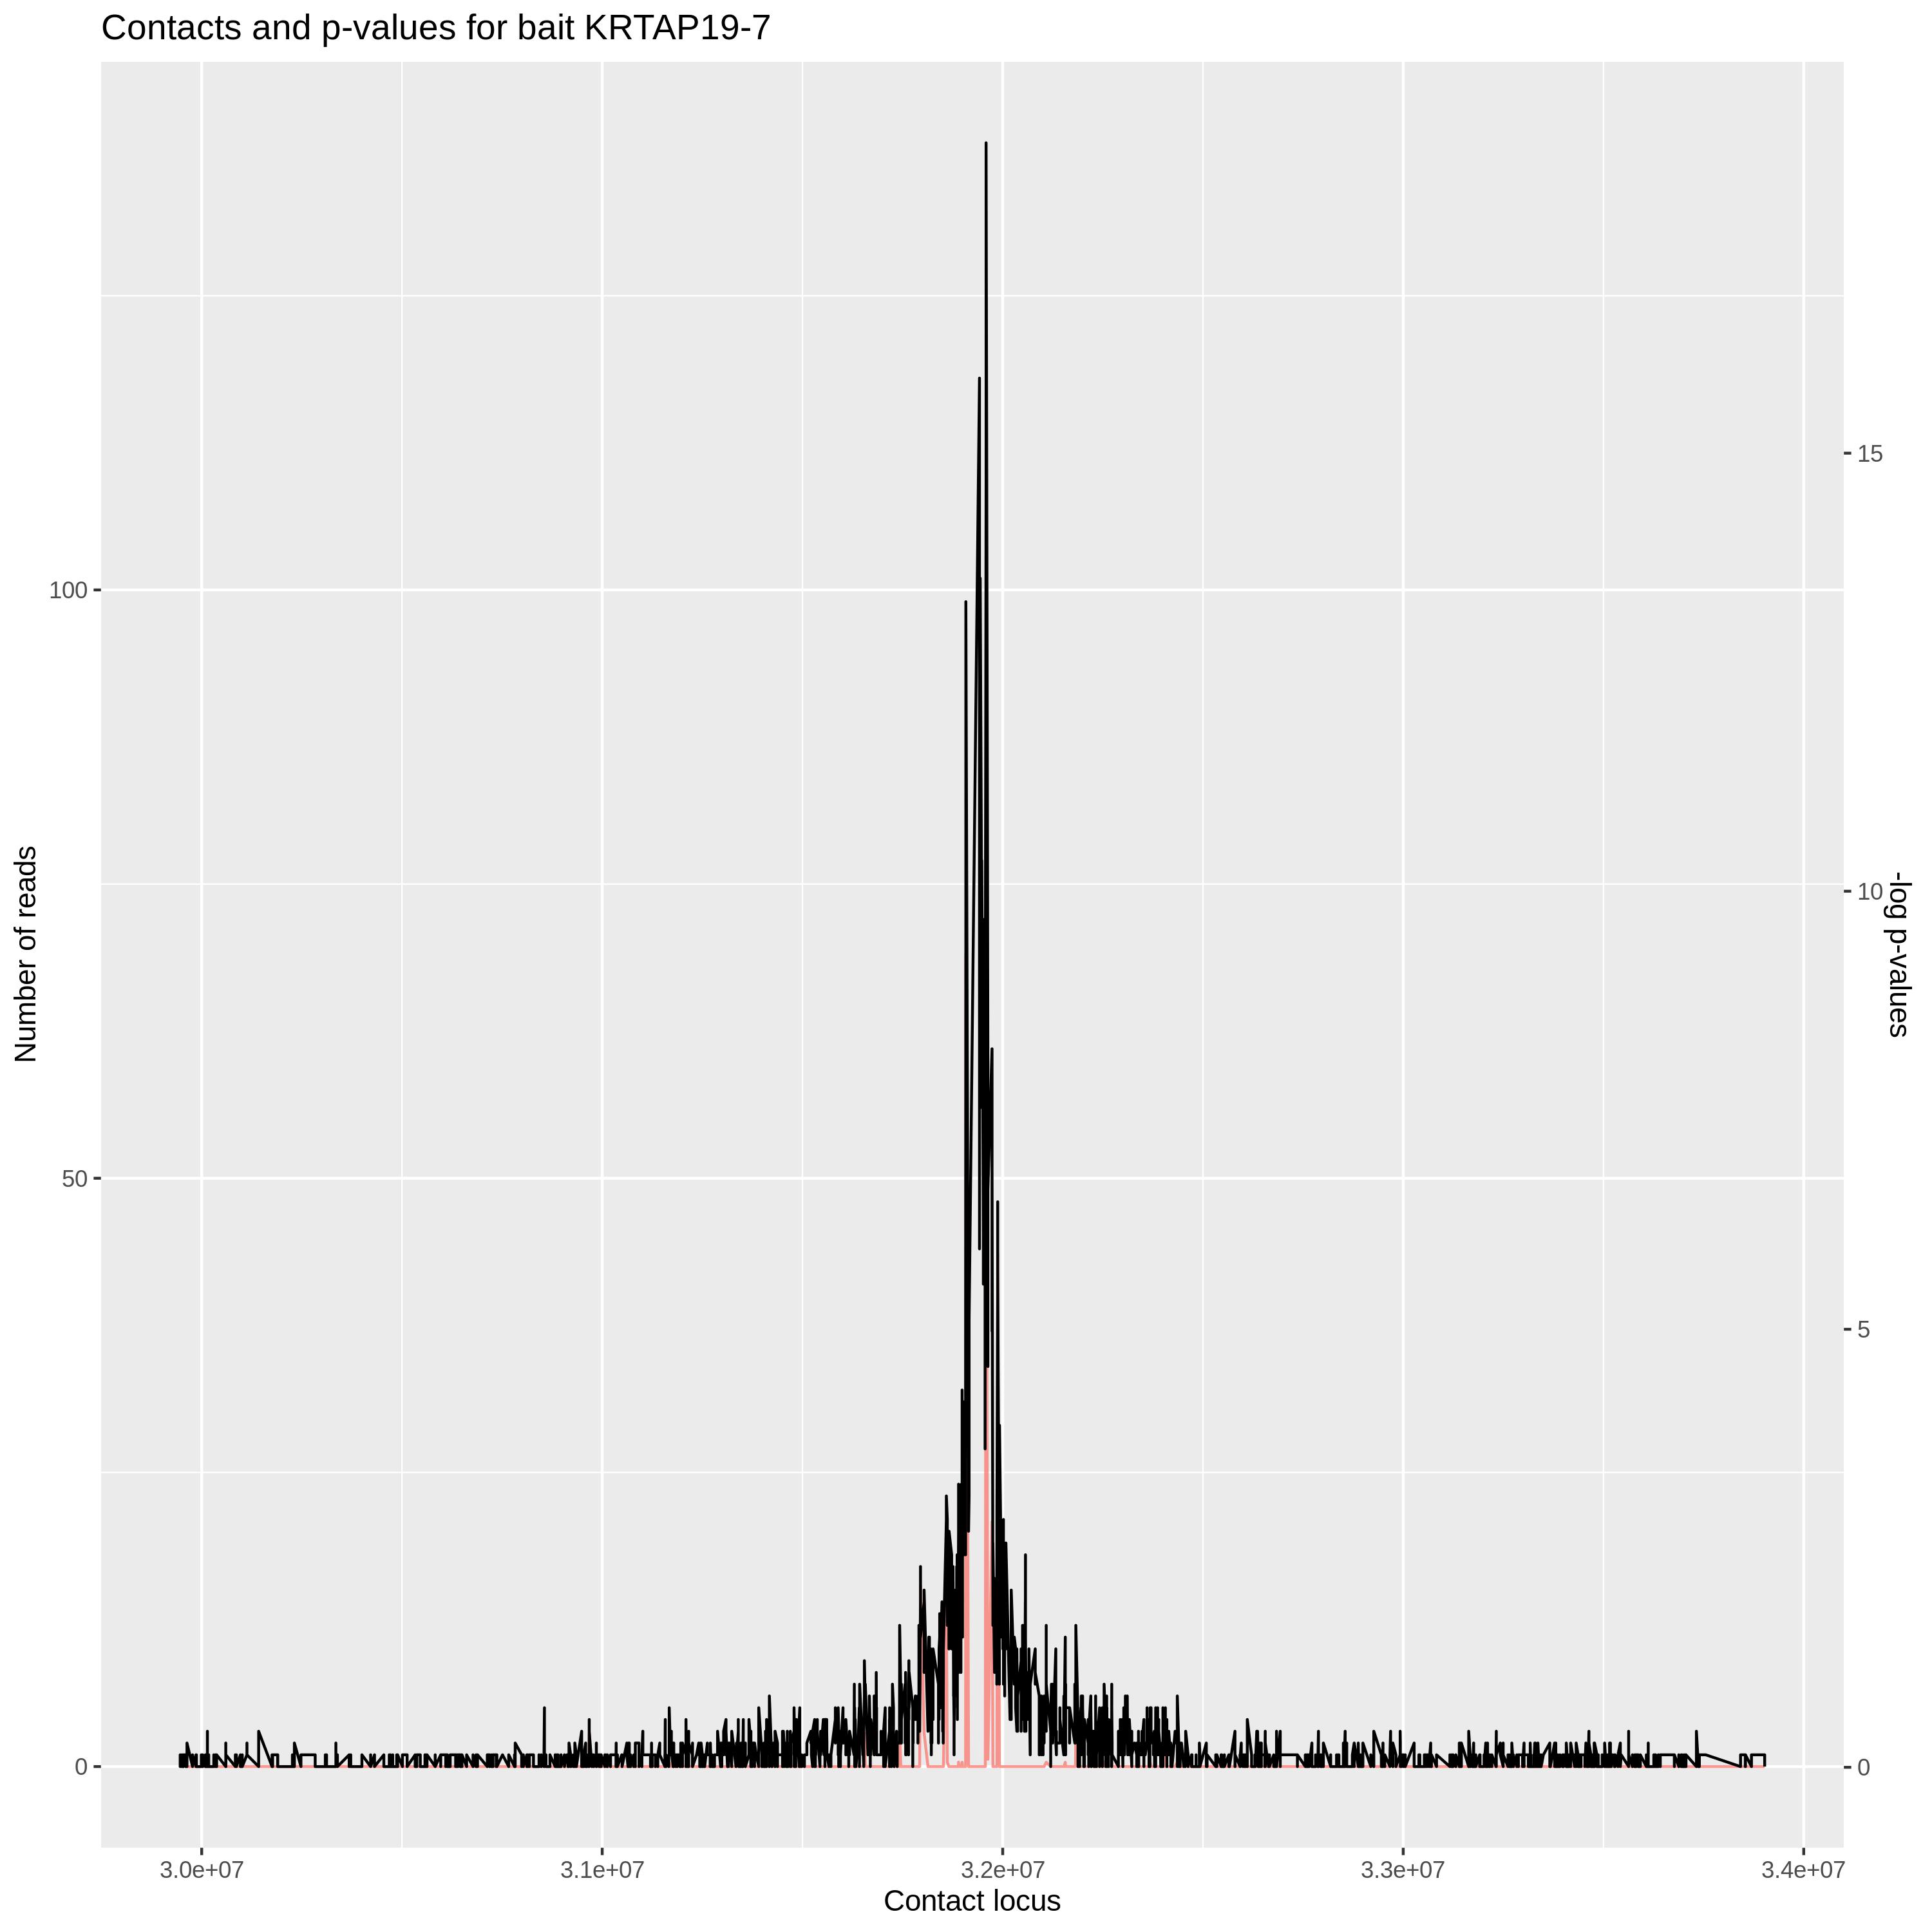 Contacts and p-values for bait KRTAP19-7
Number of reads
100
50
0
15
10
5
0
-log p-values
3.0e+07
3.1e+07
3.2e+07
3.3e+07
3.4e+07
Contact locus